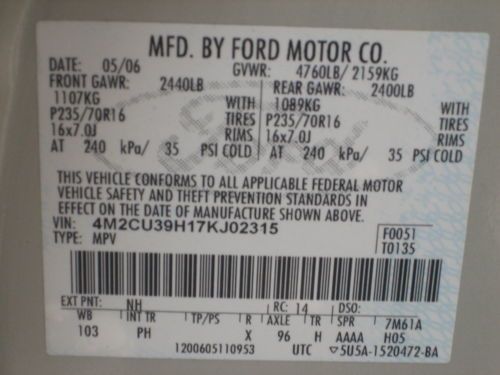 MFD. BY FORD MOTOR CO.
DATE: 05/06 GVWR: 4760LB/ 2159KG
FRONT GAWR: 2440LB REAR GAWR: 2400LB
1107KG WITH 1089KG WITH
P235/70R16 TIRES P235/70R16 TIRES
16x7.0J RIMS 16x7.0J RIMS
AT 240 kPa/ 35 PSI COLD AT 240 kPa/ 35 PSI COLD
THIS VEHICLE CONFORMS TO ALL APPLICABLE FEDERAL MOTOR
VEHICLE SAFETY AND THEFT PREVENTION STANDARDS IN
EFFECT ON THE DATE OF MANUFACTURE SHOWN ABOVE.
VIN: 4M2CU39H17KJ02315 F0051
TYPE: MPV T0135
EXT PNT: NH RC: 14 DSO:
WB INT TR TP/PS R AXLE TR SPR 7M61A
103 PH X 96 H AAAA H05
1200605110953 UTC ▽5U5A-1520472-BA